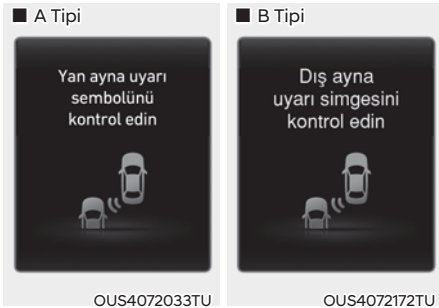 ■ A Tipi
Yan ayna uyarı
sembolünü
kontrol edin
OUS4072033TU
■ B Tipi
Dış ayna
uyarı simgesini
kontrol edin
OUS4072172TU